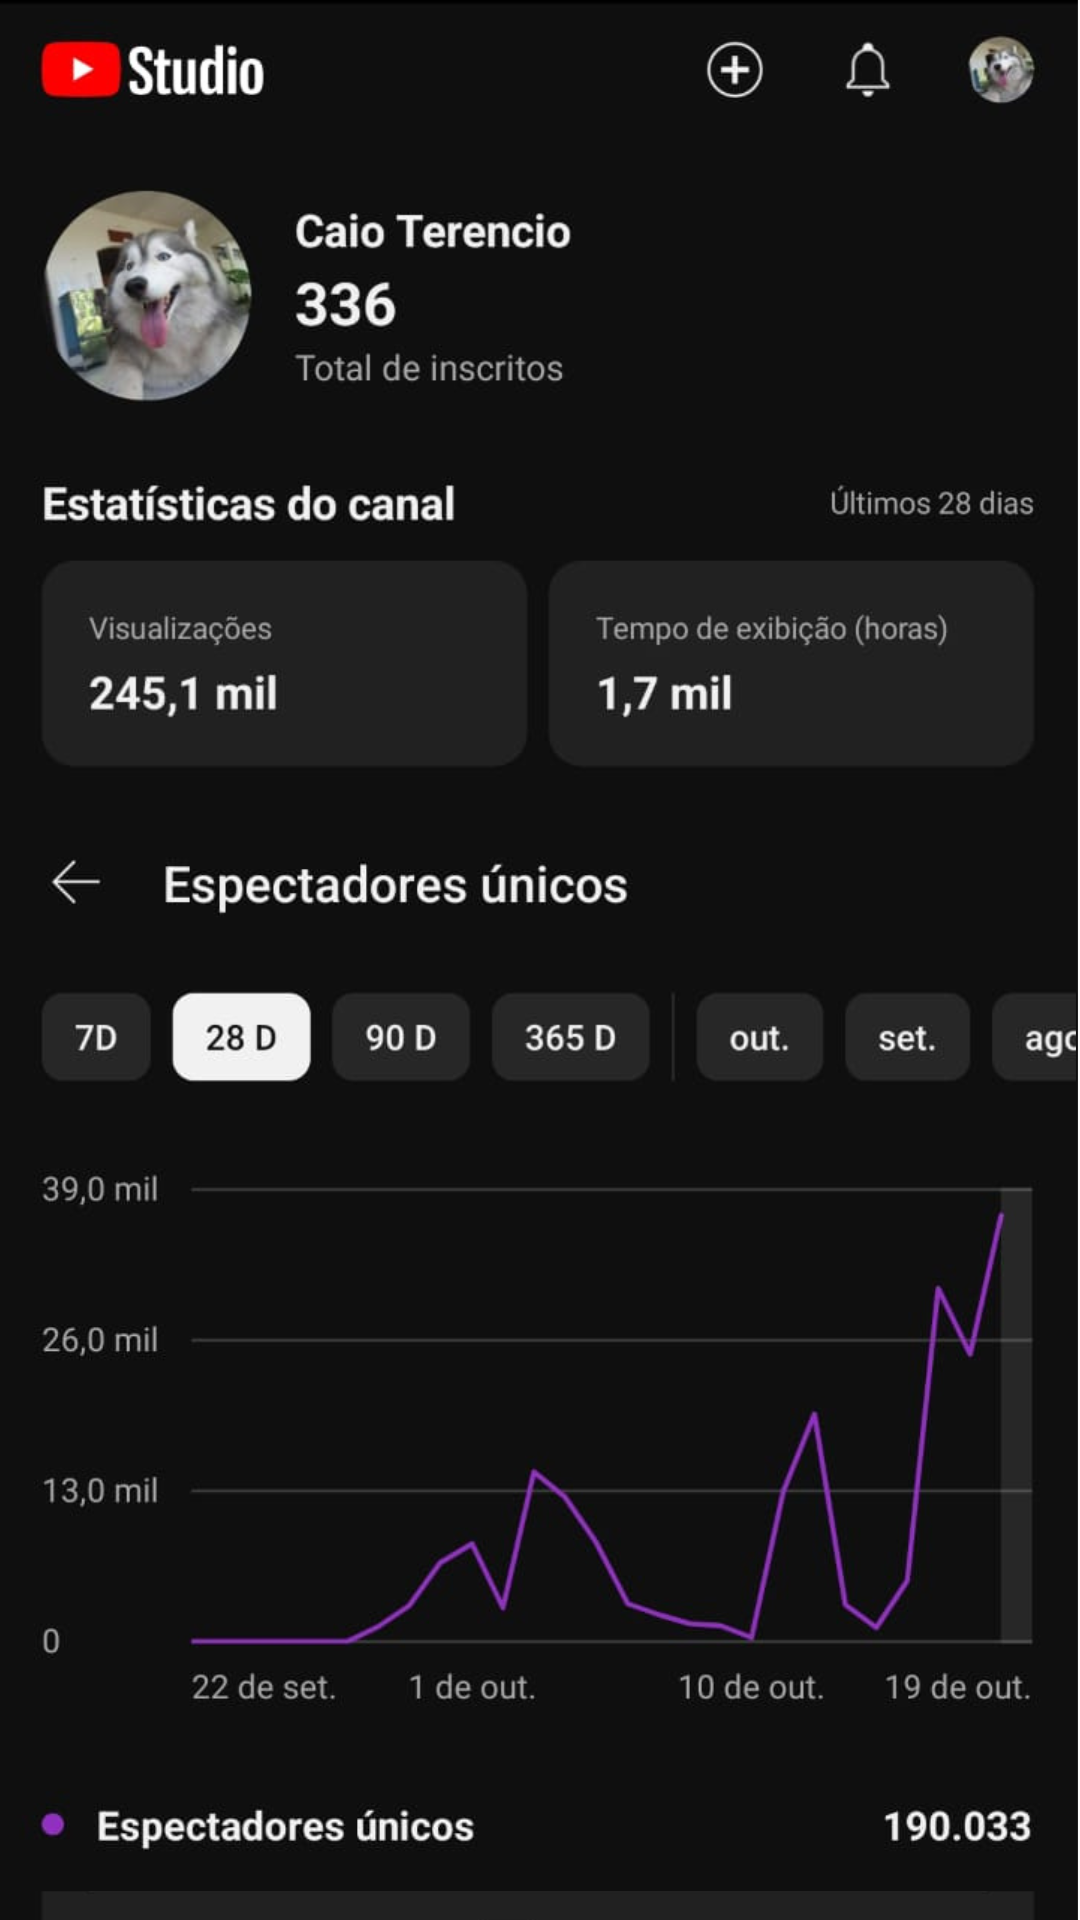 Studio
Caio Terencio
336
Total de inscritos
Estatísticas do canal
Últimos 28 dias
Visualizações
Tempo de exibição (horas)
245,1 mil
1,7 mil
Espectadores únicos
7D 28 D 90 D 365 D out. set. ago
39,0 mil
26,0 mil
13,0 mil
0
22 de set. 1 de out. 10 de out. 19 de out.
Espectadores únicos 190.033